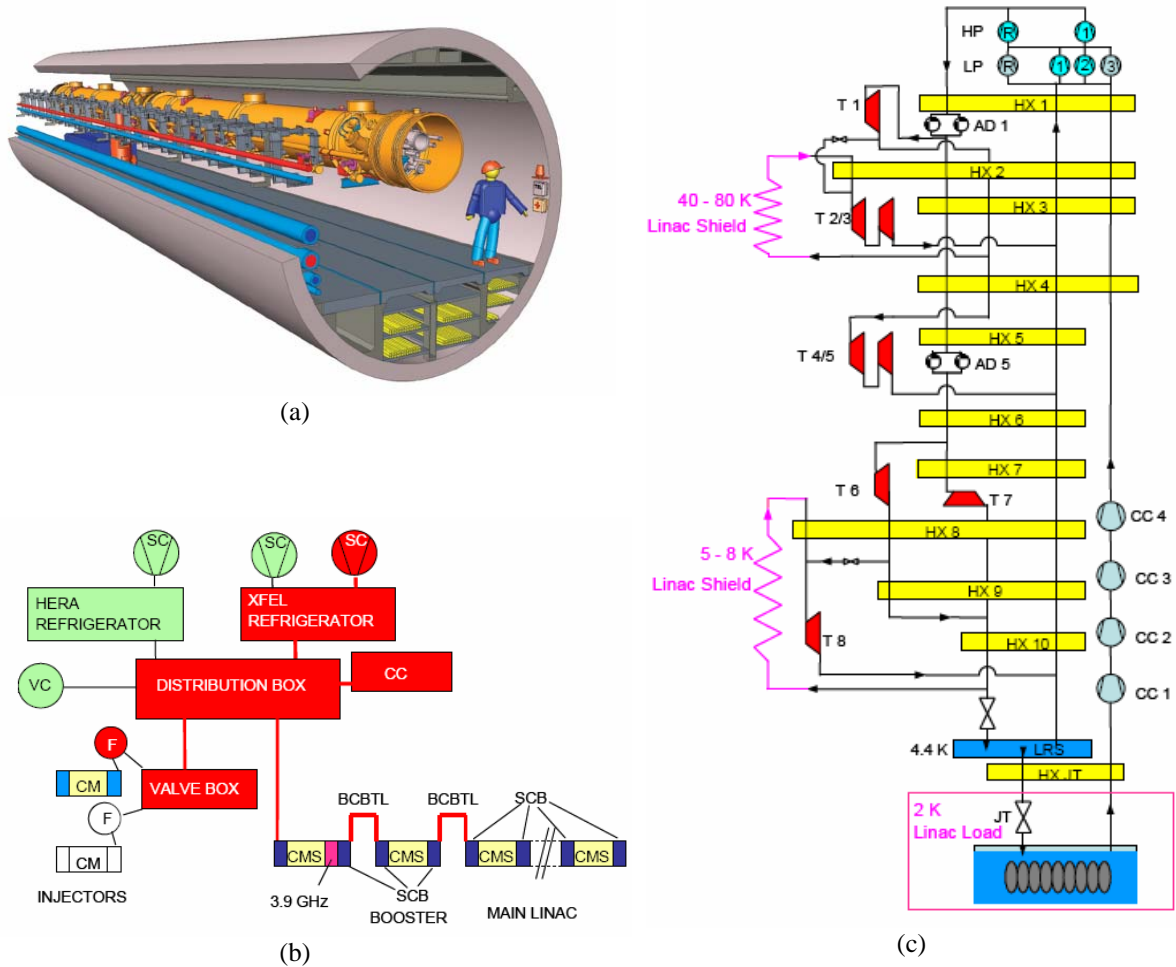 (a)
SC
SC
SC
HERA
REFRIGERATOR
XFEL
REFRIGERATOR
VC
DISTRIBUTION BOX
CC
F
CM
VALVE BOX
F
CM
INJECTORS
BCBTL
BCBTL
SCB
CMS
CMS
CMS
CMS
3.9 GHz
SCB
BOOSTER
MAIN LINAC
(b)
HP
R
1
LP
R
1
2
3
T 1
HX 1
AD 1
HX 2
40 - 80 K
Linac Shield
T 2/3
HX 3
HX 4
HX 5
T 4/5
AD 5
HX 6
HX 7
T 6
T 7
CC 4
HX 8
5 - 8 K
Linac Shield
CC 3
HX 9
T 8
CC 2
HX 10
CC 1
4.4 K
LRS
HX JT
2 K
Linac Load
JT
(c)